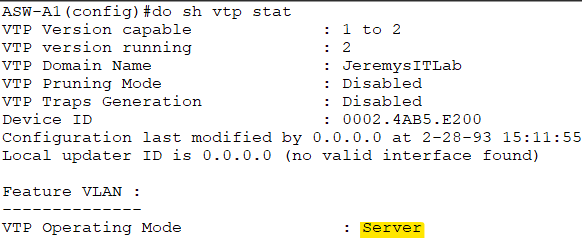 ASW-A1(config)#do sh vtp stat
VTP Version capable : 1 to 2
VTP version running : 2
VTP Domain Name : JeremysITLab
VTP Pruning Mode : Disabled
VTP Traps Generation : Disabled
Device ID : 0002.4AB5.E200
Configuration last modified by 0.0.0.0 at 2-28-93 15:11:55
Local updater ID is 0.0.0.0 (no valid interface found)
Feature VLAN :
--------------
VTP Operating Mode : Server